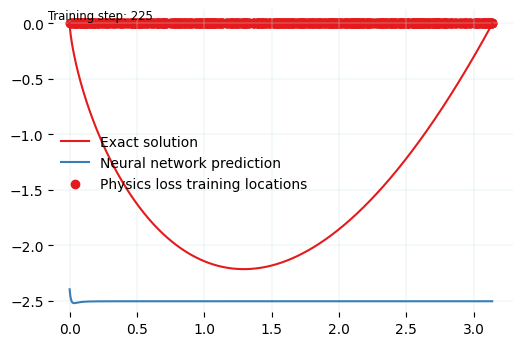 Training step: 225
0.0
−0.5
−1.0
−1.5
−2.0
−2.5
Exact solution
Neural network prediction
Physics loss training locations
0.0 0.5 1.0 1.5 2.0 2.5 3.0